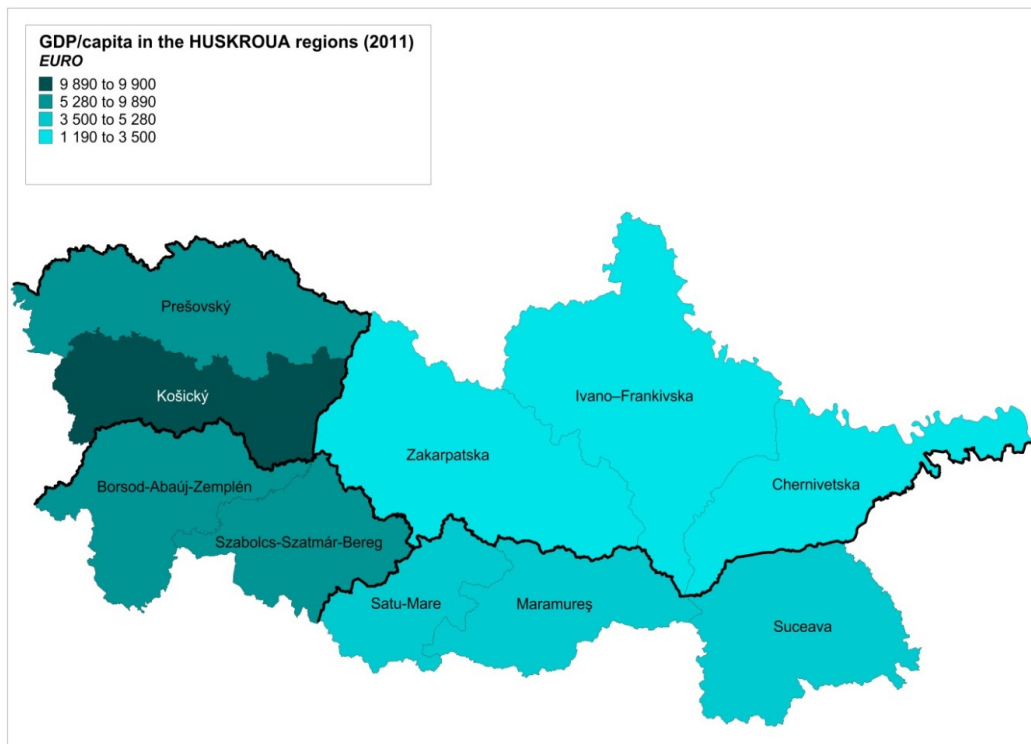 GDP/capita in the HUSKROUA regions (2011)
EURO
9 890 to 9 900
5 280 to 9 890
3 500 to 5 280
1 190 to 3 500
Prešovský
Košický
Ivano–Frankivska
Zakarpatska
Borsod-Abaúj-Zemplén
Chernivetska
Szabolcs-Szatmár-Bereg
Satu-Mare
Maramureş
Suceava